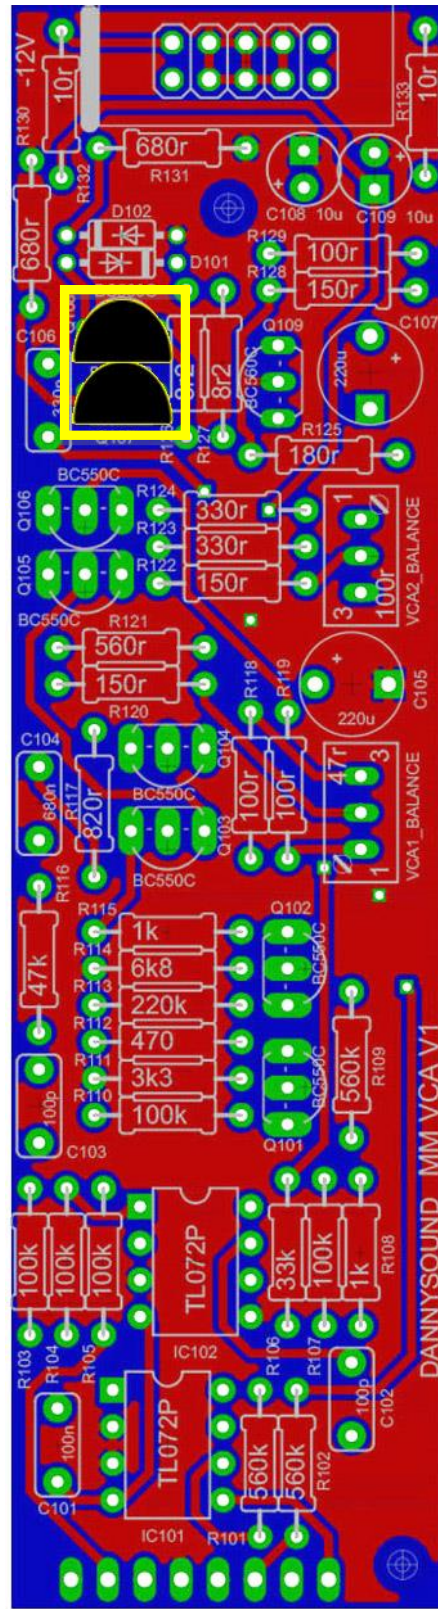 -12V
R130
10r
10r
R133
680r
R131
R132
C108
10u
C109
10u
680r
D102
D101
R129
100r
R128
150r
C107
C106
Q109
BC560C
220u
8r2
R127
R125
180r
BC550C
Q106
R124
330r
R123
330r
R122
150r
1
VCA2_BALANCE
3
100r
Q105
BC550C
R121
560r
150r
R120
R118
R119
C105
220u
C104
680n
R117
820r
Q104
BC550C
Q103
BC550C
100r
100r
47r
3
VCA1_BALANCE
1
R116
47k
R115
1k
R114
6k8
R113
220k
R112
470
R111
3k3
R110
100k
Q102
BC550C
BC550C
Q101
560k
R109
100p
C103
100k
100k
100k
R103
R104
R105
TL072P
IC102
33k
100k
1k
R108
R106
R107
DANNYSOUND MM VCA V1
100p
C102
100n
C101
TL072P
IC101
560k
560k
R101
R102